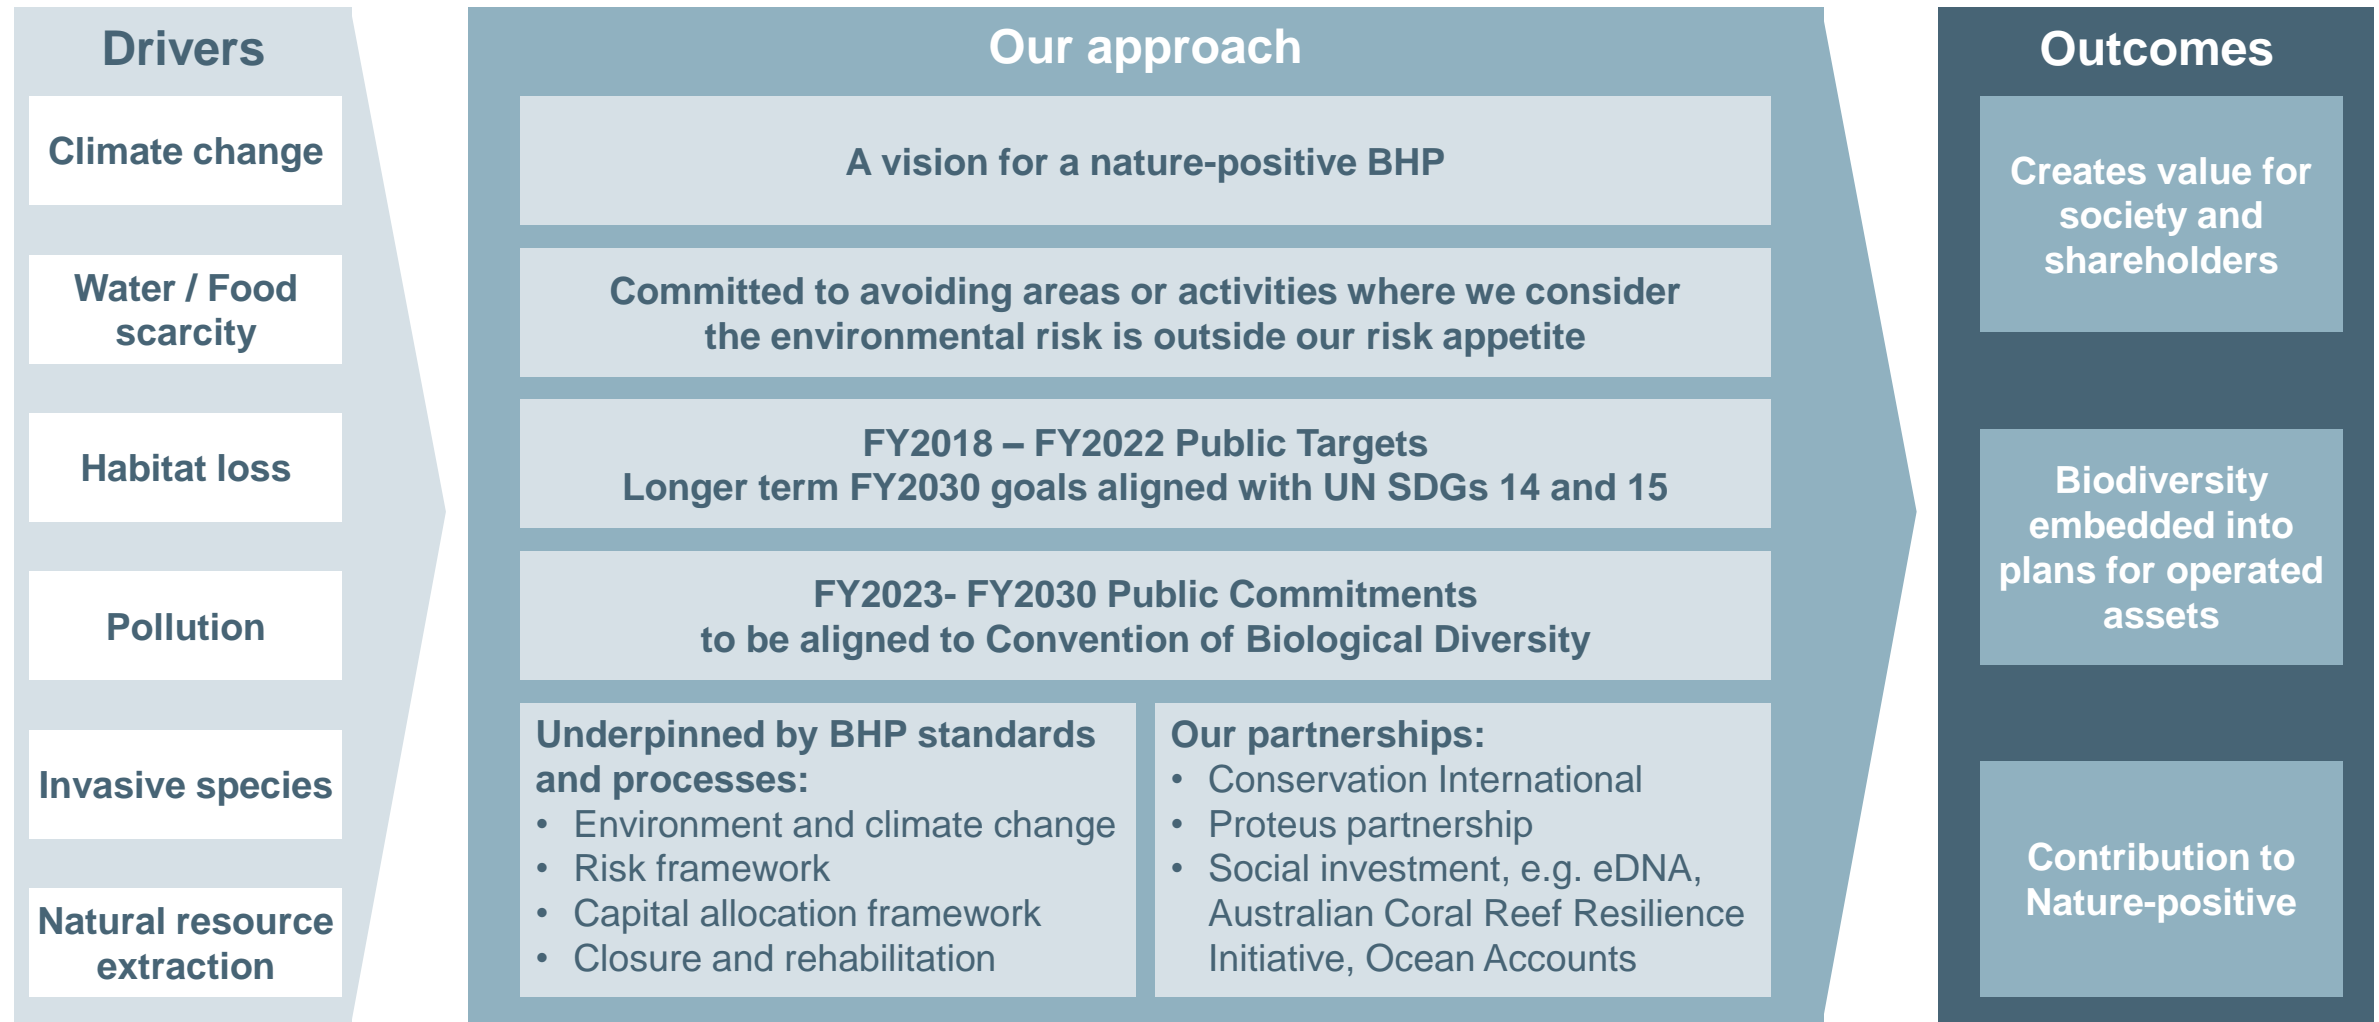 Drivers
Climate change
Water / Food
scarcity
Habitat loss
Pollution
Invasive species
Natural resource
extraction
Our approach
A vision for a nature-positive BHP
Committed to avoiding areas or activities where we consider
the environmental risk is outside our risk appetite
FY2018 – FY2022 Public Targets
Longer term FY2030 goals aligned with UN SDGs 14 and 15
FY2023- FY2030 Public Commitments
to be aligned to Convention of Biological Diversity
Underpinned by BHP standards
and processes:
• Environment and climate change
• Risk framework
• Capital allocation framework
• Closure and rehabilitation
Our partnerships:
• Conservation International
• Proteus partnership
• Social investment, e.g. eDNA,
Australian Coral Reef Resilience
Initiative, Ocean Accounts
Outcomes
Creates value for
society and
shareholders
Biodiversity
embedded into
plans for operated
assets
Contribution to
Nature-positive